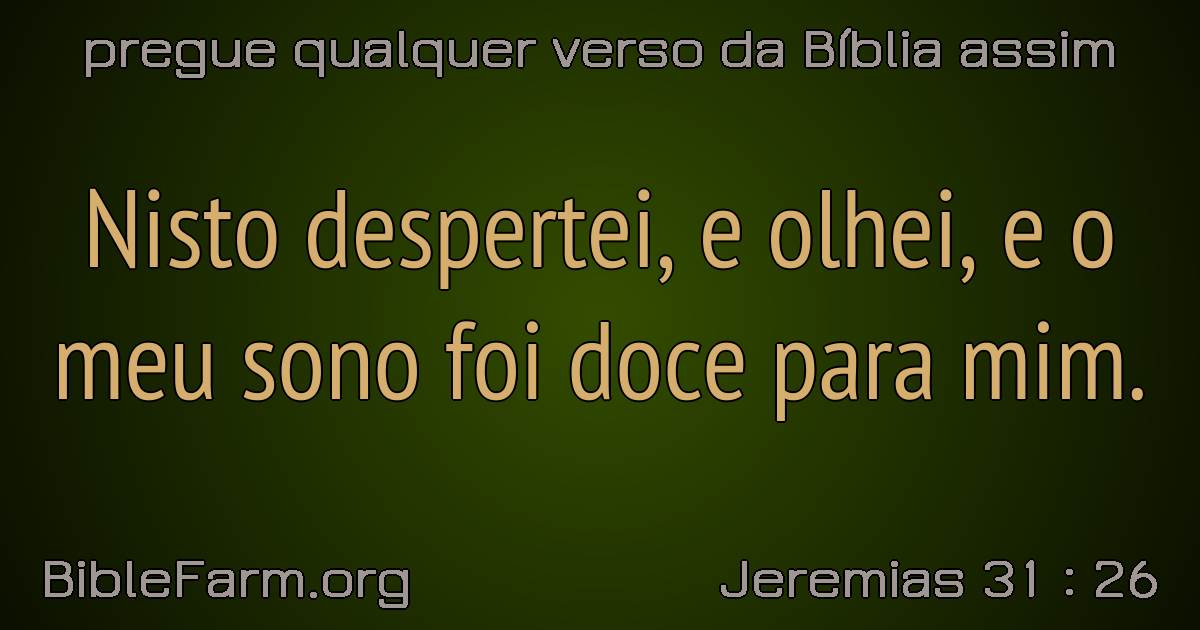 pregue qualquer verso da Bíblia assim
Nisto despertei, e olhei, e o
meu sono foi doce para mim.
BibleFarm.org
Jeremias 31 : 26